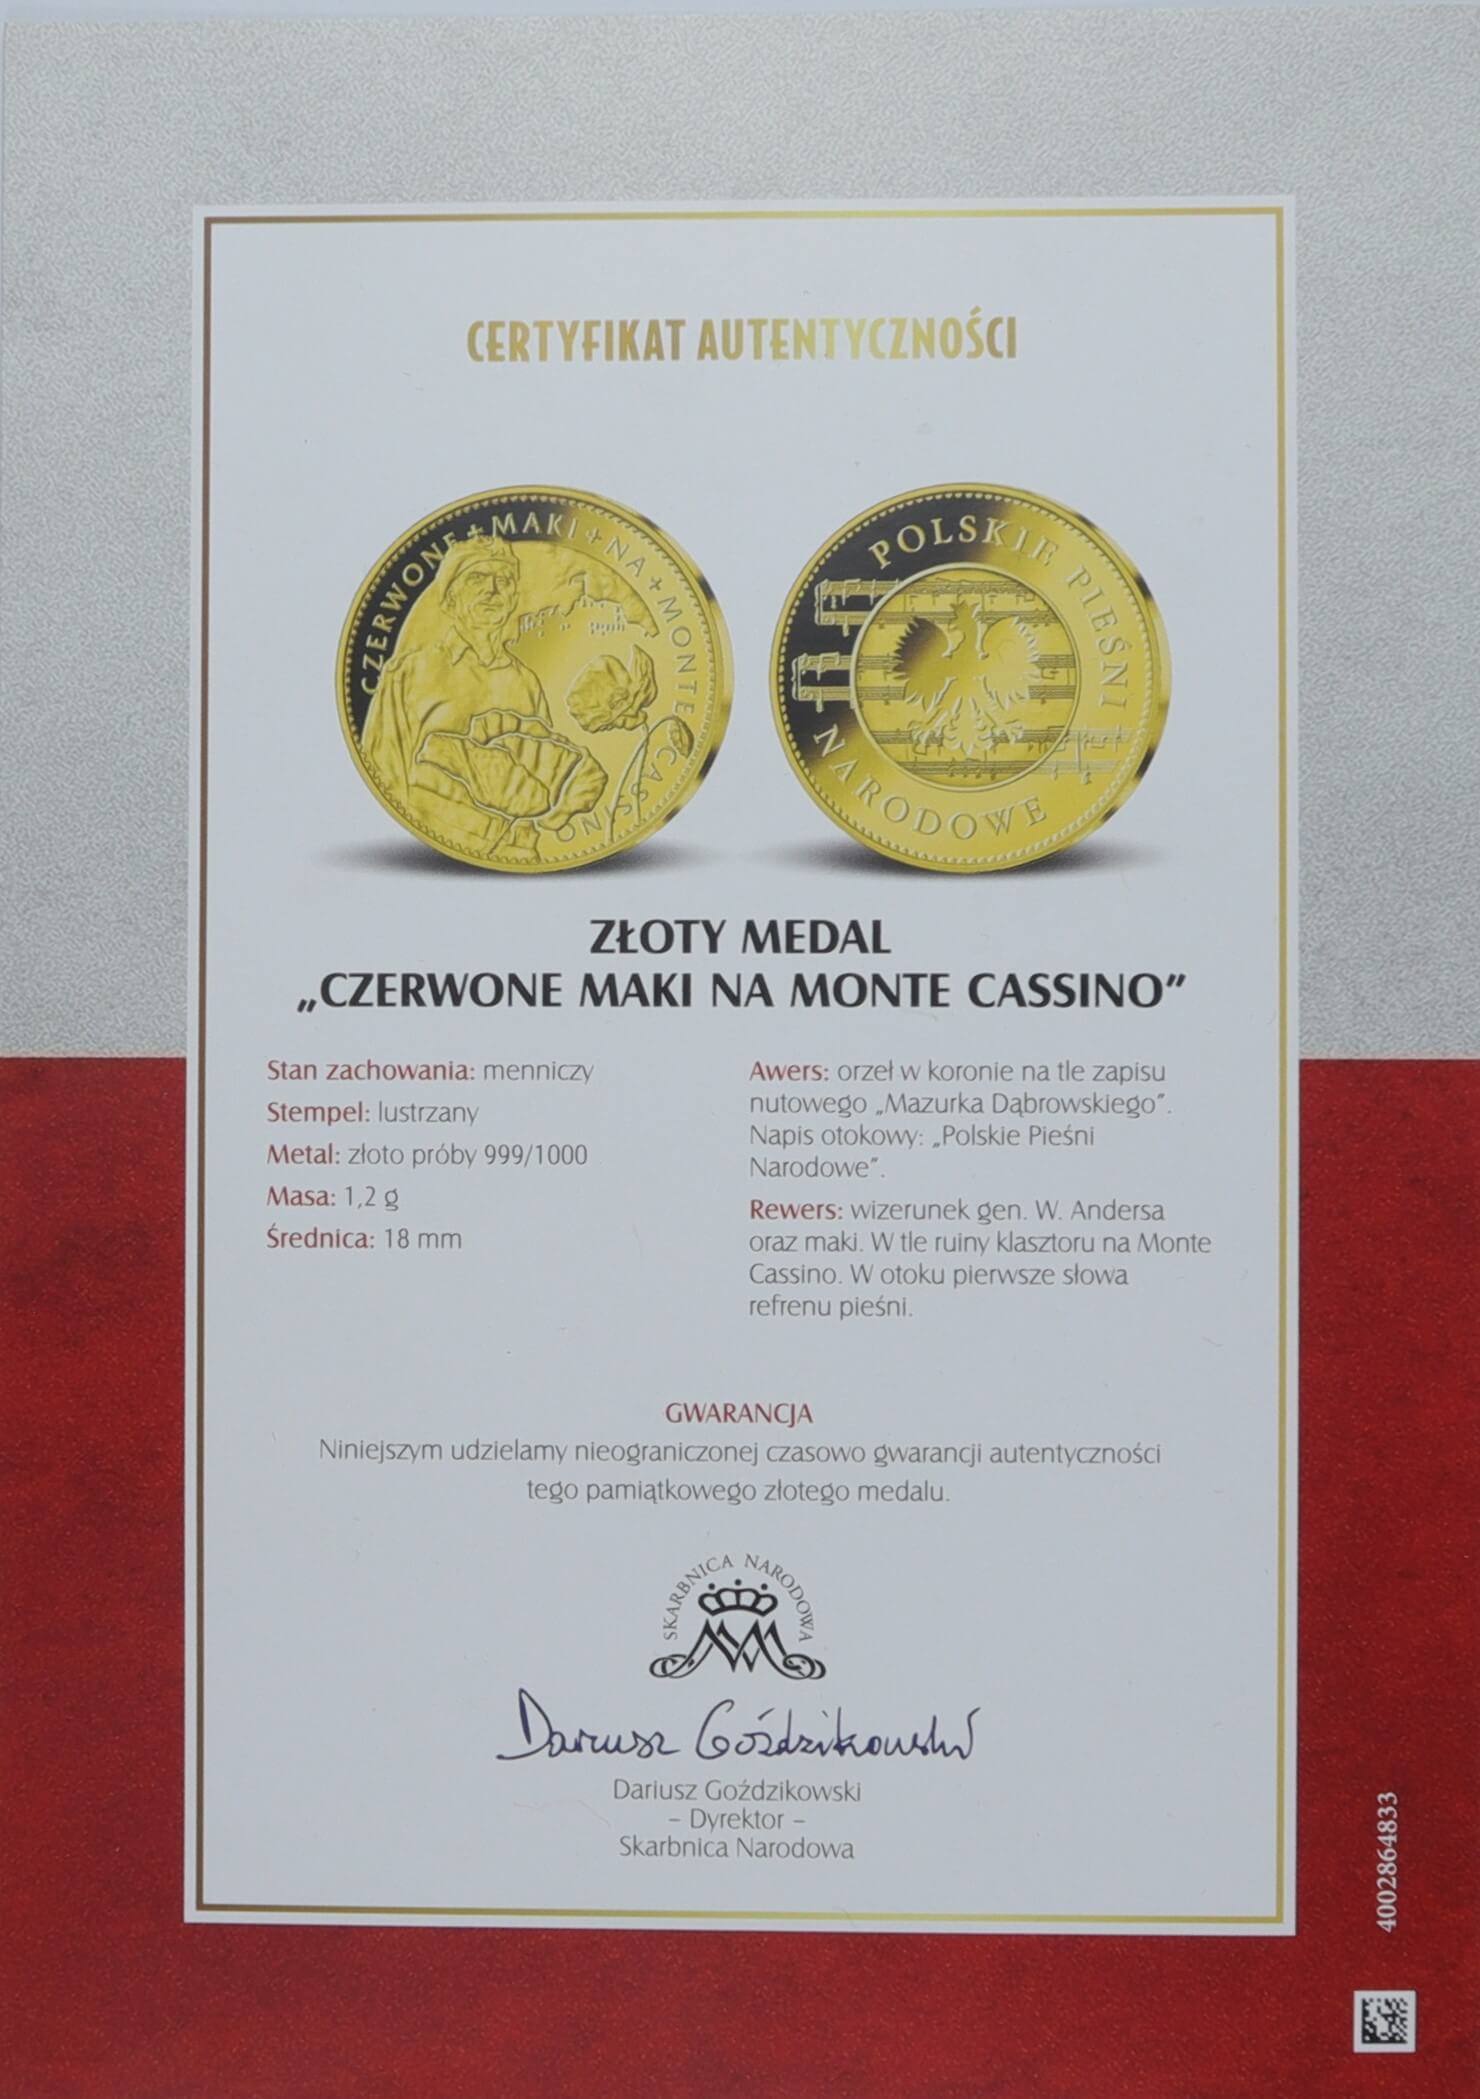 CERTYFIKAT AUTENTYCZNOŚCI
CZERWONE + MAKI + NA + MONTE CASSINO
POLSKIE PIEŚNI NARODOWE
ZŁOTY MEDAL
„CZERWONE MAKI NA MONTE CASSINO”
Stan zachowania: menniczy
Stempel: lustrzany
Metal: złoto próby 999/1000
Masa: 1,2 g
Średnica: 18 mm
Awers: orzeł w koronie na tle zapisu
nutowego „Mazurka Dąbrowskiego”.
Napis otokowy: „Polskie Pieśni
Narodowe”.
Rewers: wizerunek gen. W. Andersa
oraz maki. W tle ruiny klasztoru na Monte
Cassino. W otoku pierwsze słowa
refrenu pieśni.
GWARANCJA
Niniejszym udzielamy nieograniczonej czasowo gwarancji autentyczności
tego pamiątkowego złotego medalu.
SKARBNICA NARODOWA
Dariusz Goździkowski
Dariusz Goździkowski
– Dyrektor –
Skarbnica Narodowa
4002864833